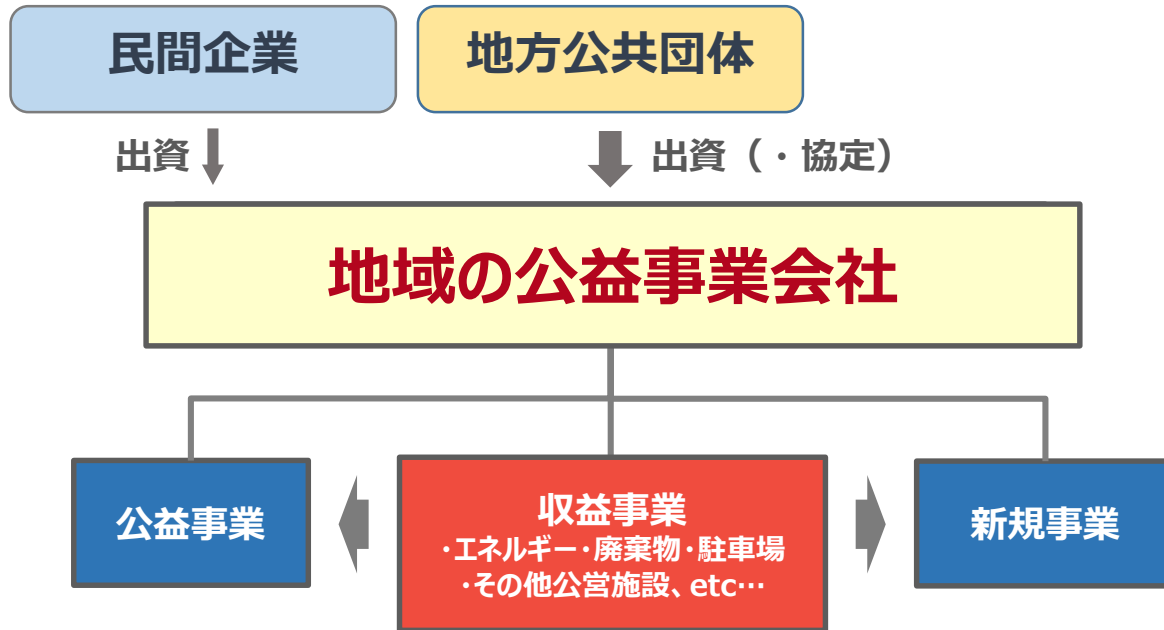 民間企業
地方公共団体
出資
出資（・協定）
地域の公益事業会社
公益事業
収益事業
・エネルギー・廃棄物・駐車場
・その他公営施設、etc…
新規事業